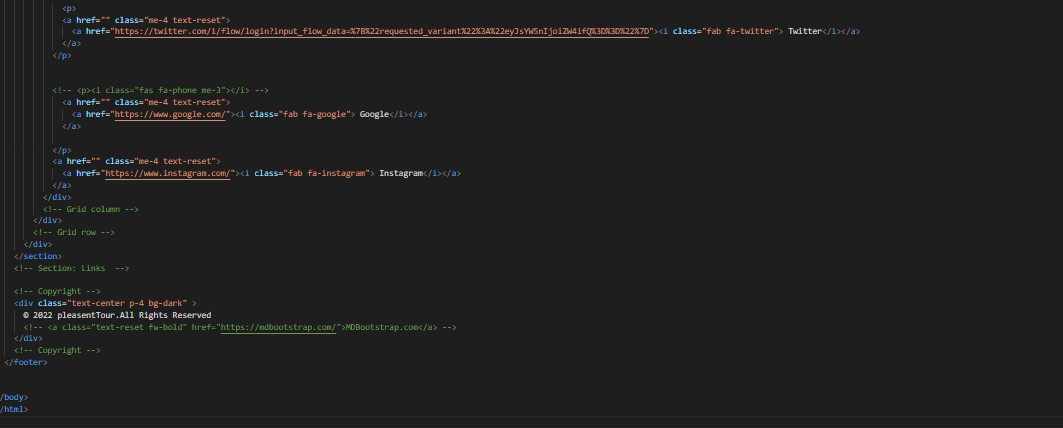 <p>
<a href="" class="me-4 text-reset">
<a href="https://twitter.com/i/flow/login?input_flow_data=%7B%22requested_variant%22%3A%22eyJsYW5nIjoiZW4ifQ%3D%3D%22%7D"><i class="fab fa-twitter"> Twitter</i></a>
</a>
</p>
<!-- <p><i class="fas fa-phone me-3"></i> -->
<a href="" class="me-4 text-reset">
<a href="https://www.google.com/"><i class="fab fa-google"> Google</i></a>
</a>
</p>
<a href="" class="me-4 text-reset">
<a href="https://www.instagram.com/"><i class="fab fa-instagram"> Instagram</i></a>
</a>
</div>
<!-- Grid column -->
</div>
<!-- Grid row -->
</div>
</section>
<!-- Section: Links  -->
<!-- Copyright -->
<div class="text-center p-4 bg-dark" >
© 2022 pleasentTour.All Rights Reserved
<!-- <a class="text-reset fw-bold" href="https://mdbootstrap.com/">MDBootstrap.com</a> -->
</div>
<!-- Copyright -->
</footer>
/body>
/html>